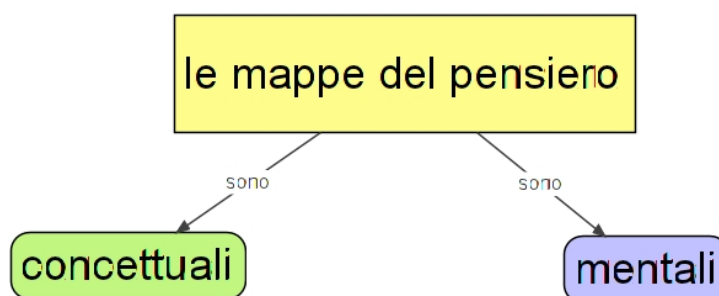 le mappe del pensiero
sono
sono
concettuali
mentali